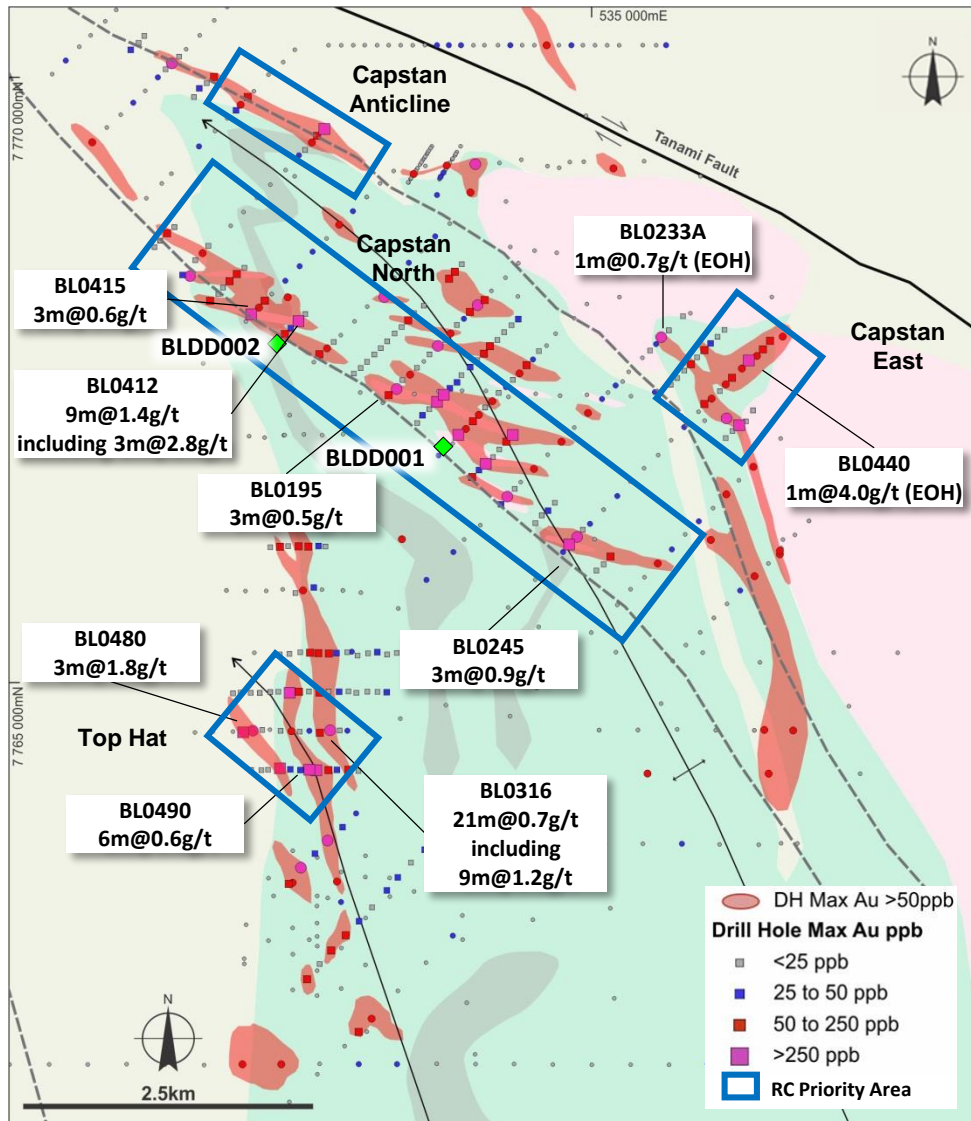 535 000mE
N
Capstan
Anticline
7 770 000mN
Tanami Fault
BL0233A
1m@0.7g/t (EOH)
Capstan
North
BL0415
3m@0.6g/t
Capstan
East
BLDD002
BL0412
9m@1.4g/t
including 3m@2.8g/t
BLDD001
BL0440
1m@4.0g/t (EOH)
BL0195
3m@0.5g/t
BL0480
3m@1.8g/t
BL0245
3m@0.9g/t
7 765 000mN
Top Hat
BL0490
6m@0.6g/t
BL0316
21m@0.7g/t
including
9m@1.2g/t
DH Max Au >50ppb
Drill Hole Max Au ppb
<25 ppb
25 to 50 ppb
50 to 250 ppb
>250 ppb
RC Priority Area
N
2.5km